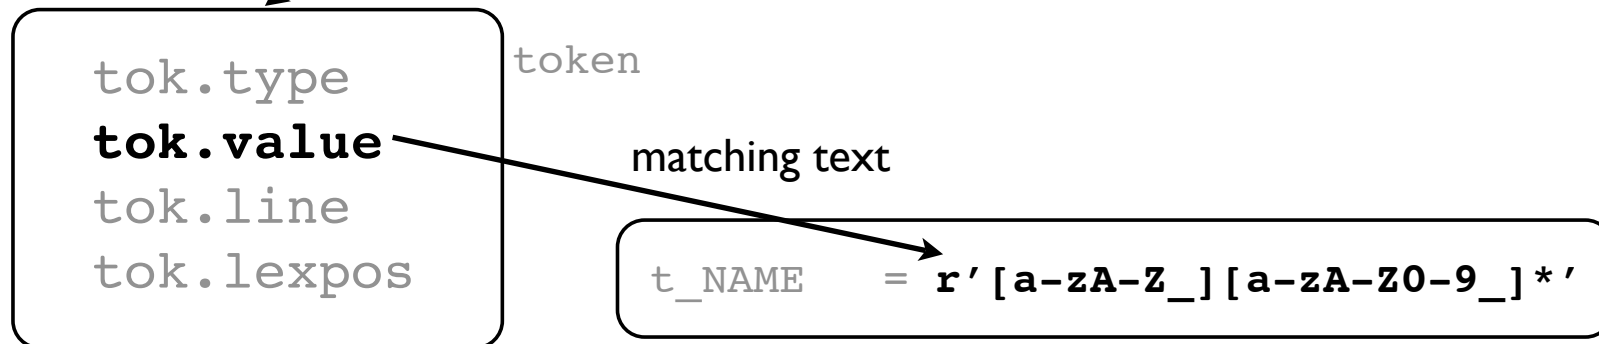 token
tok.type
tok.value
matching text
tok.line
tok.lexpos
t_NAME = r’[a-zA-Z_][a-zA-Z0-9_]*’